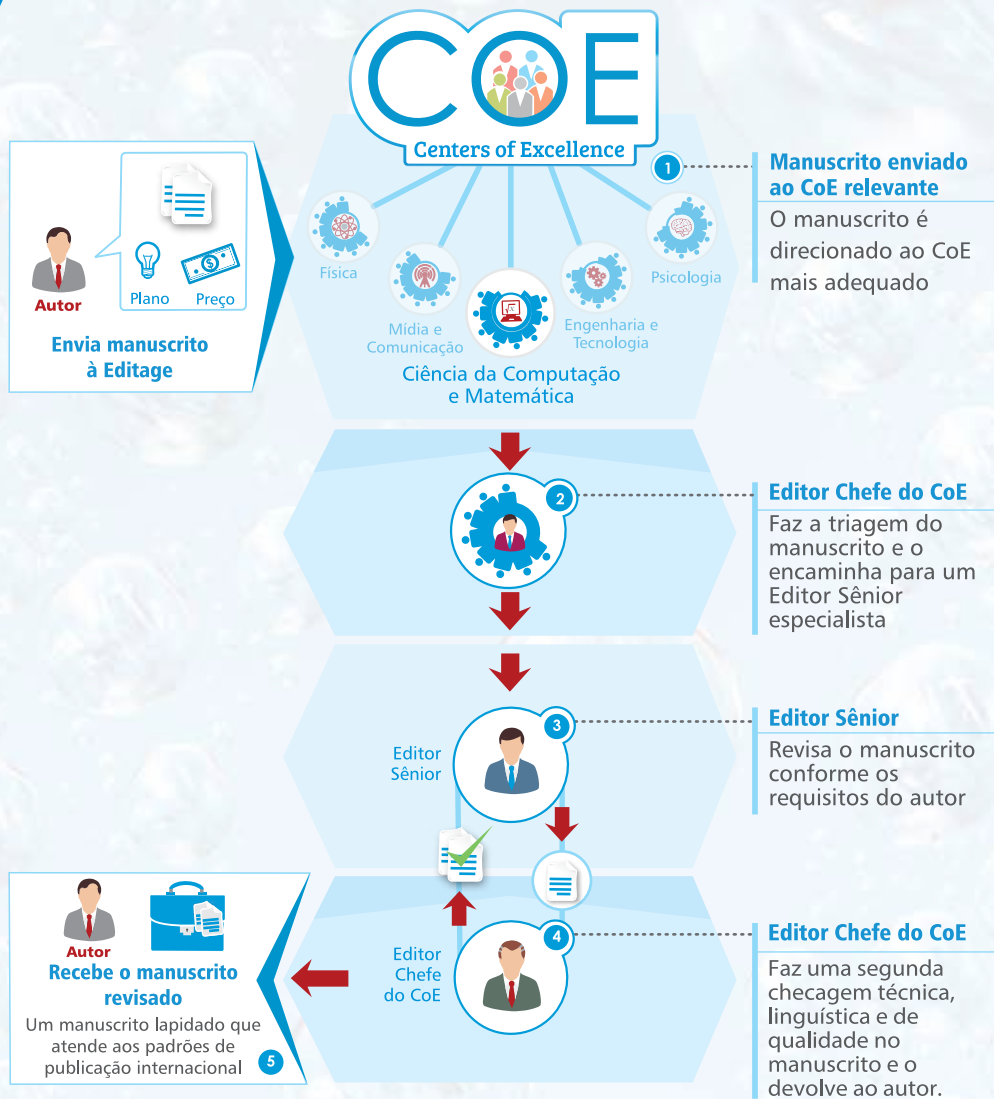 COE
Centers of Excellence
Plano
Preço
Autor
Envia manuscrito
à Editage
Física
Mídia e
Comunicação
Ciência da Computação
e Matemática
Engenharia e
Tecnologia
Psicologia
1
Manuscrito enviado
ao CoE relevante
O manuscrito é
direcionado ao CoE
mais adequado
2
Editor Chefe do CoE
Faz a triagem do
manuscrito e o
encaminha para um
Editor Sênior
especialista
Editor
Sênior
3
Editor Sênior
Revisa o manuscrito
conforme os
requisitos do autor
Editor
Chefe
do CoE
4
Editor Chefe do CoE
Faz uma segunda
checagem técnica,
linguística e de
qualidade no
manuscrito e o
devolve ao autor.
Autor
Recebe o manuscrito
revisado
Um manuscrito lapidado que
atende aos padrões de
publicação internacional
5